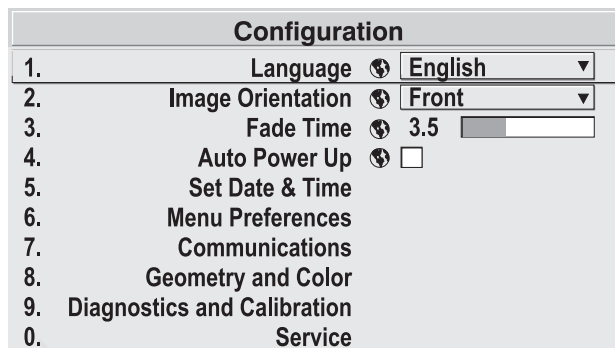 Configuration
1. Language English
2. Image Orientation Front
3. Fade Time 3.5
4. Auto Power Up
5. Set Date & Time
6. Menu Preferences
7. Communications
8. Geometry and Color
9. Diagnostics and Calibration
0. Service